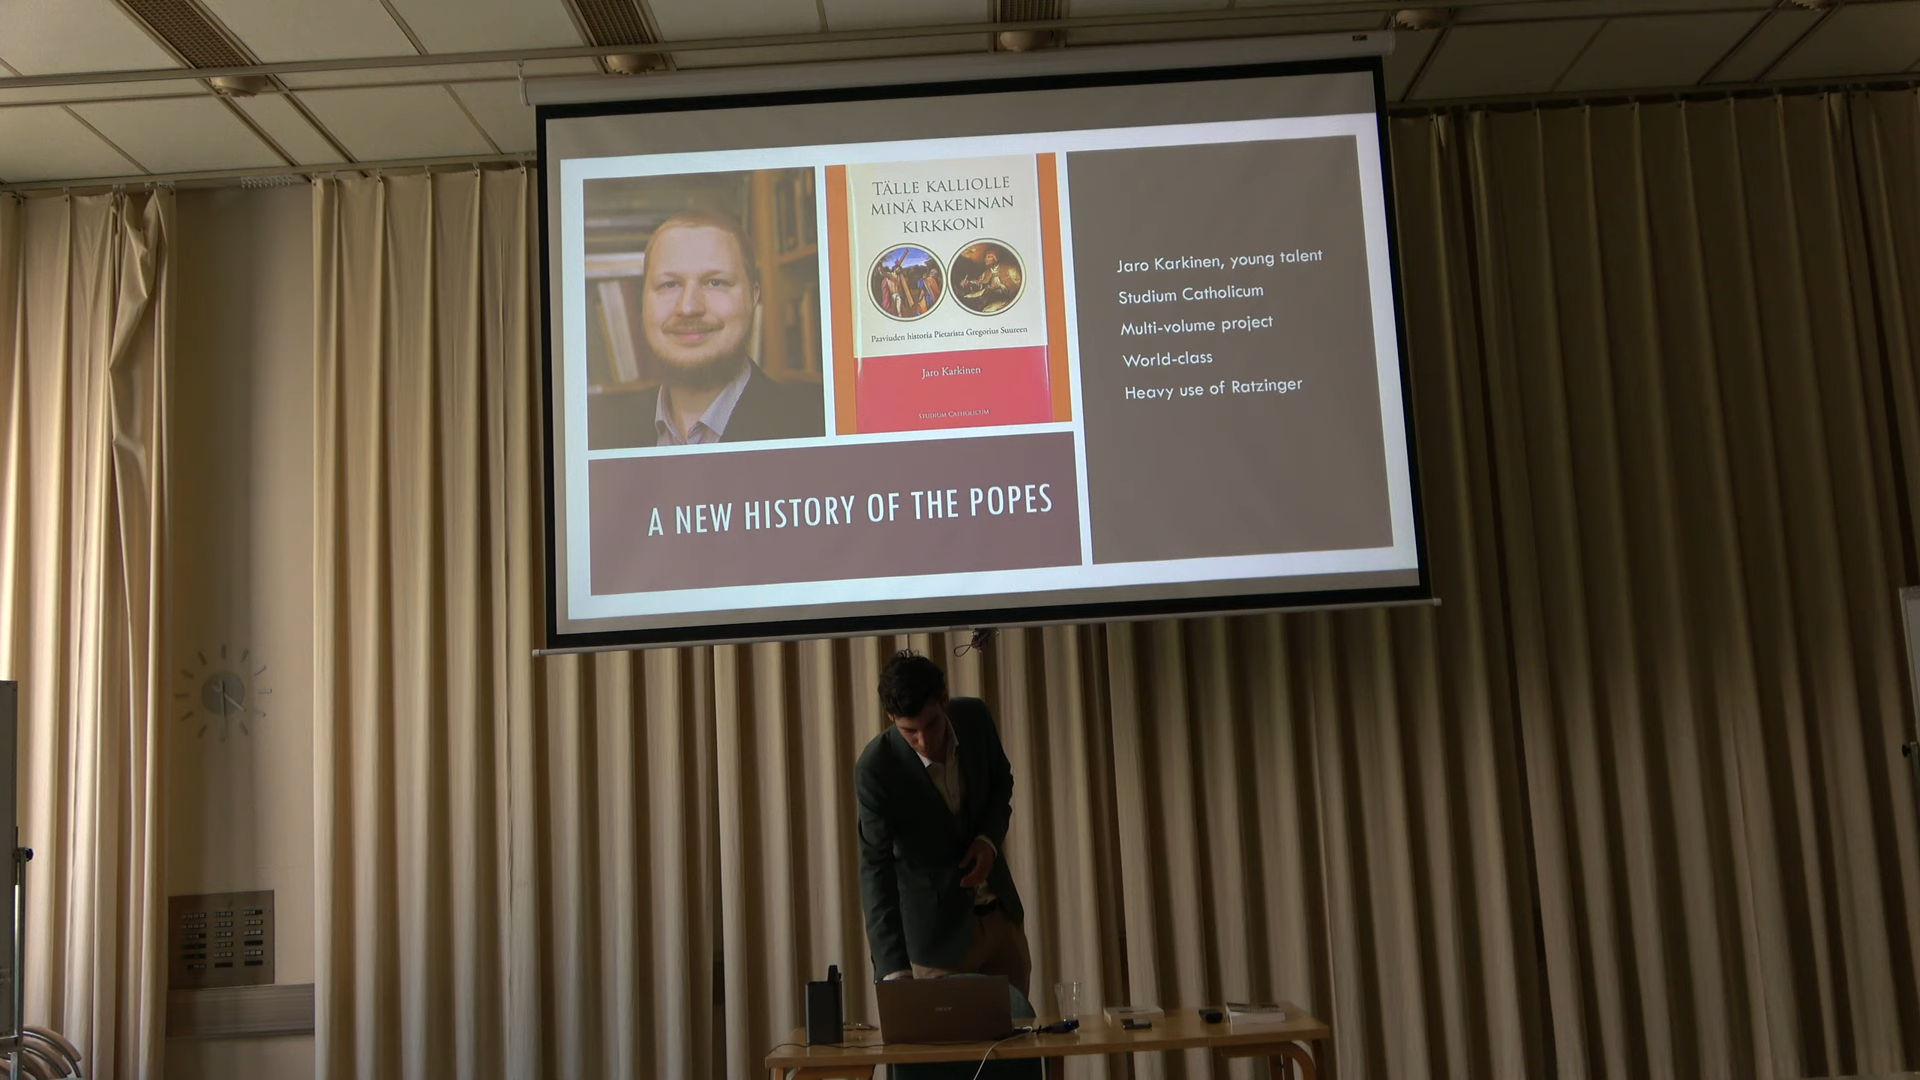 TÄLLE KALLIOLLE
MINÄ RAKENNAN
KIRKKONI
Paaviuden historia Pietarista Gregorius Suureen
Jaro Karkinen
STUDIUM CATHOLICUM
A NEW HISTORY OF THE POPES
Jaro Karkinen, young talent
Studium Catholicum
Multi-volume project
World-class
Heavy use of Ratzinger
acer